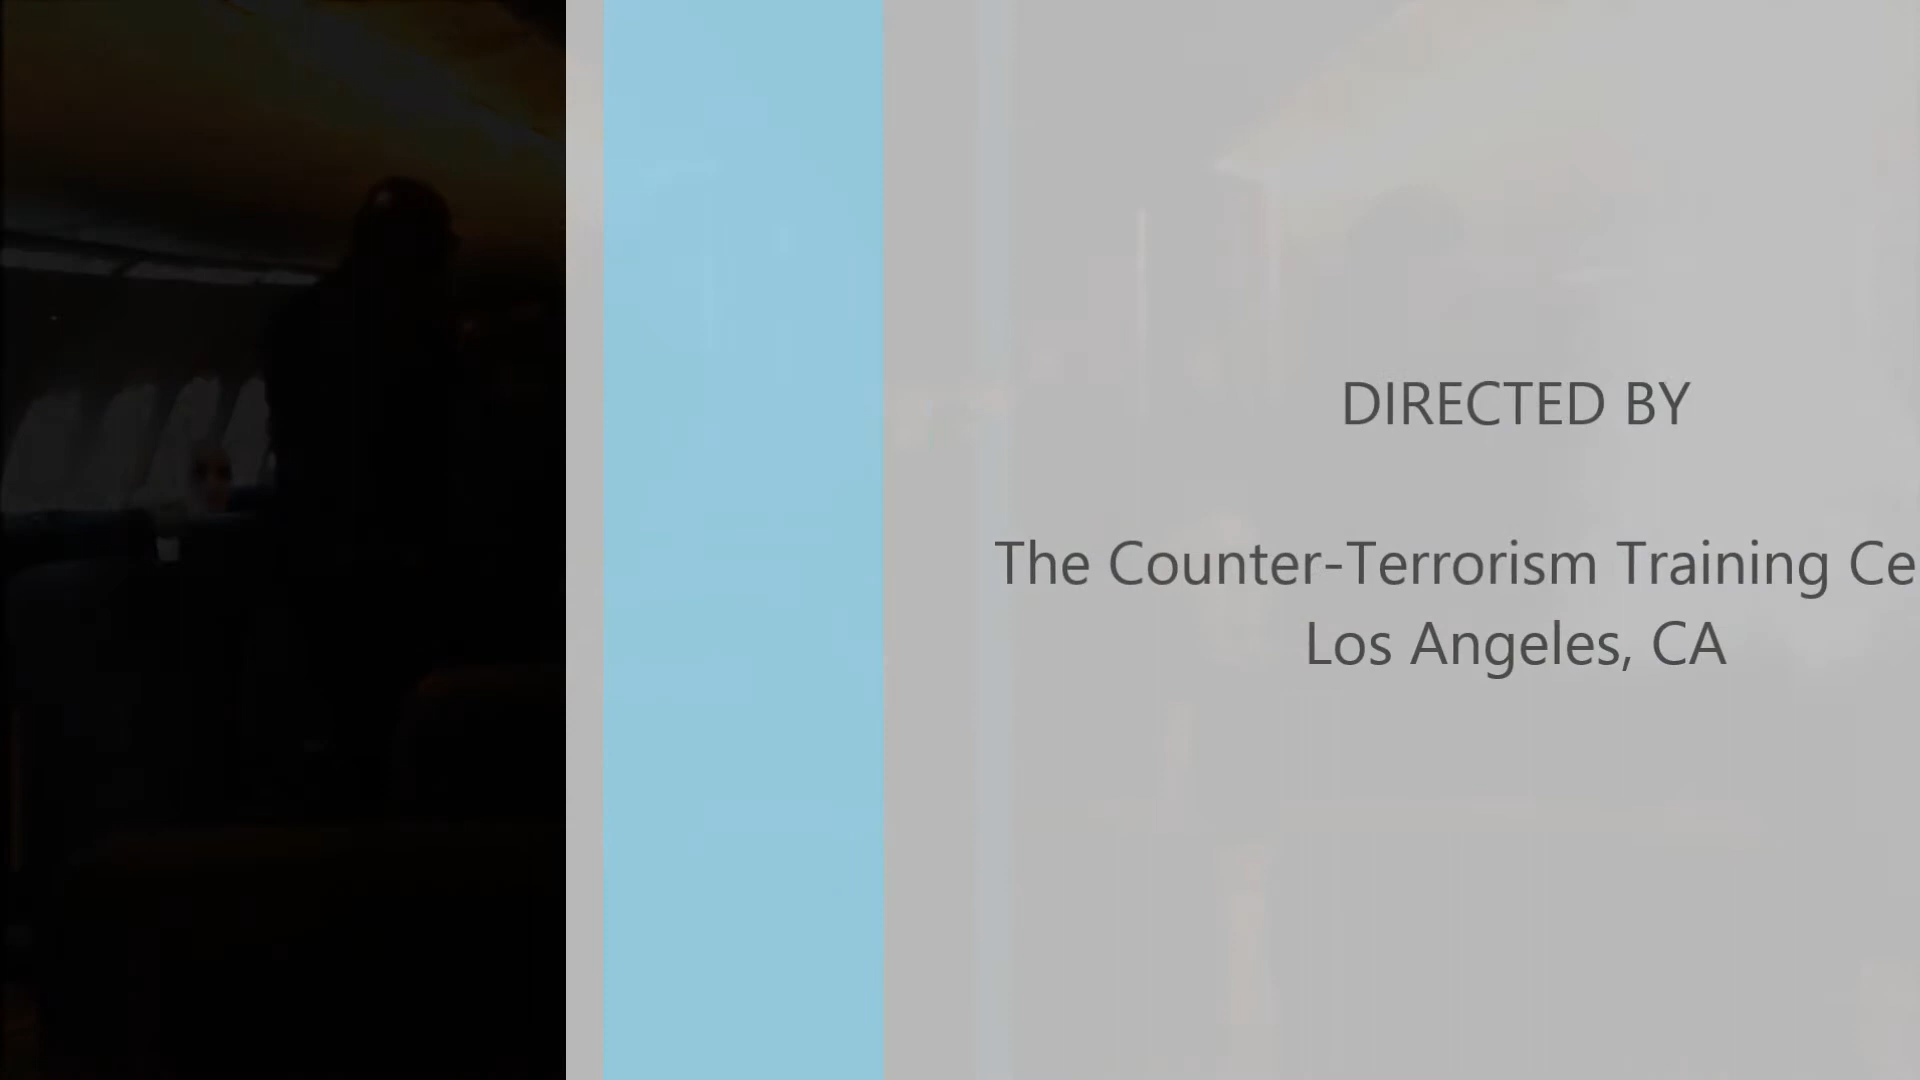 DIRECTED BY
The Counter-Terrorism Training Ce
Los Angeles, CA